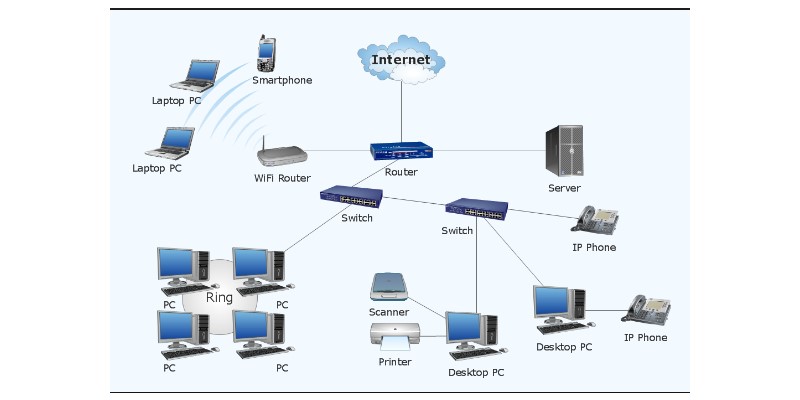 Internet
Smartphone
Laptop PC
Laptop PC
WiFi Router
Router
Server
Switch
Switch
IP Phone
PC
Ring
PC
Scanner
IP Phone
Desktop PC
Printer
PC
PC
Desktop PC